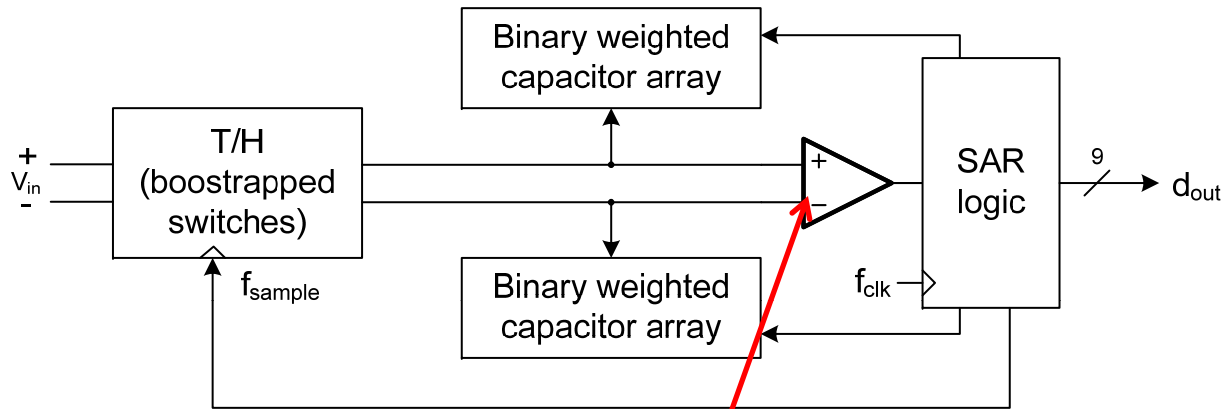 Binary weighted
capacitor array
T/H
(boostrapped
switches)
+
Vin
-
fsample
+
−
SAR
logic
9
dout
fclk
Binary weighted
capacitor array